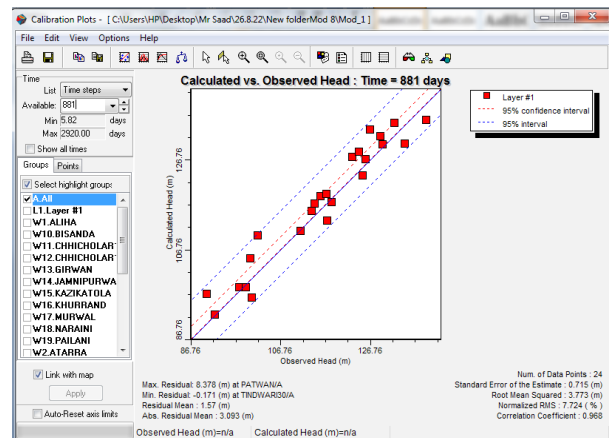 Calibration Plots - [ C:\Users\HP\Desktop\Mr Saad\26.8.22\New folderMod 8\Mod_1 ]
File Edit View Options Help
Time
List Time steps
Available: 881
Min 5.82 days
Max 2920.00 days
Show all times
Groups Points
Select highlight groups
A.All
L1.Layer #1
W1.ALIHA
W10.BISANDA
W11.CHHICHOLAR
W12.CHHICHOLAR
W13.GIRWAN
W14.JAMNIPURWA
W15.KAZIKATOLA
W16.KHURRAND
W17.MURWAL
W18.NARAINI
W19.PAILANI
W2.ATARRA
Link with map
Apply
Auto-Reset axis limits
Calculated vs. Observed Head : Time = 881 days
Layer #1
95% confidence interval
95% interval
Calculated Head (m)
126.76
106.76
86.76
86.76 106.76 126.76
Observed Head (m)
Max. Residual: 8.378 (m) at PATWAN/A
Min. Residual: -0.171 (m) at TINDWARI30/A
Residual Mean : 1.57 (m)
Abs. Residual Mean : 3.093 (m)
Num. of Data Points : 24
Standard Error of the Estimate : 0.715 (m)
Root Mean Squared : 3.773 (m)
Normalized RMS : 7.724 ( % )
Correlation Coefficient : 0.968
Observed Head (m)=n/a Calculated Head (m)=n/a